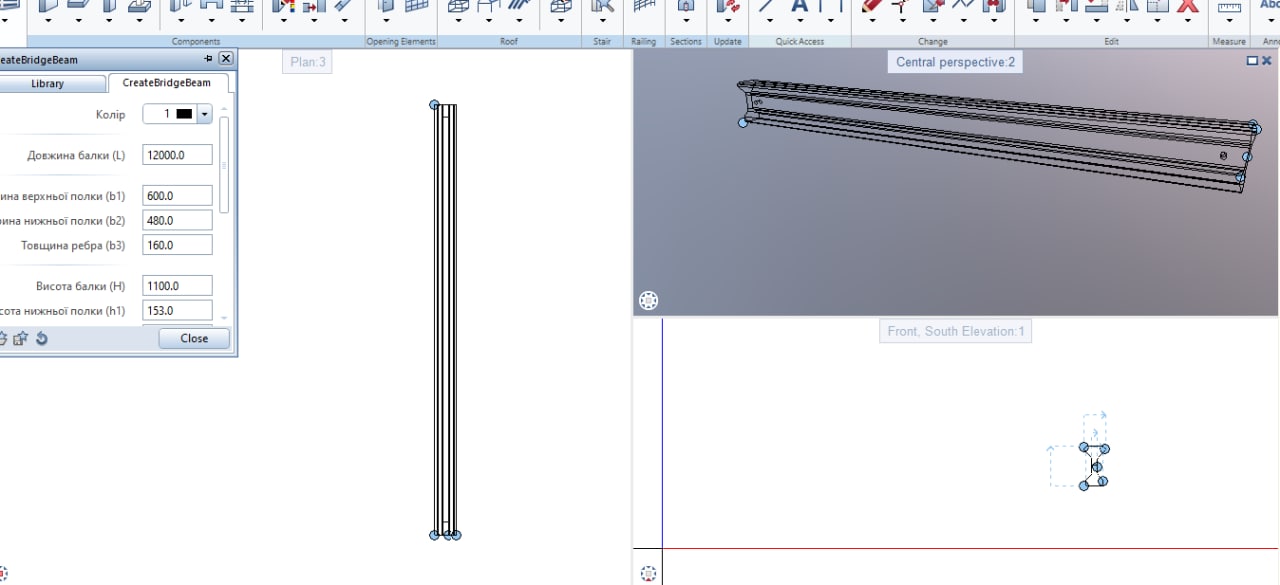 Components
Opening Elements
Roof
Stair
Railing
Sections
Update
Quick Access
Change
Edit
Measure
eateBridgeBeam
Library
CreateBridgeBeam
Колір
1
Довжина балки (L)
12000.0
ина верхньої полки (b1)
600.0
рина нижньої полки (b2)
480.0
Товщина ребра (b3)
160.0
Висота балки (H)
1100.0
сота нижньої полки (h1)
153.0
Close
Plan:3
Central perspective:2
Front, South Elevation:1